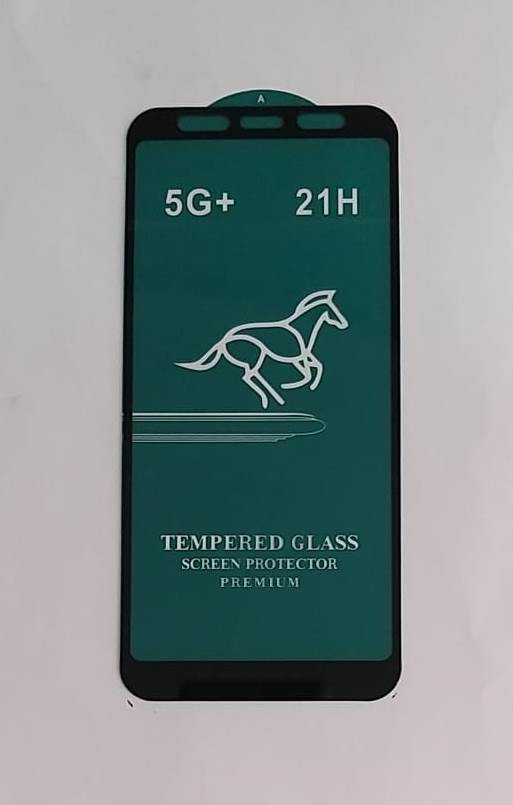 A
5G+ 21H
TEMPERED GLASS
SCREEN PROTECTOR
PREMIUM